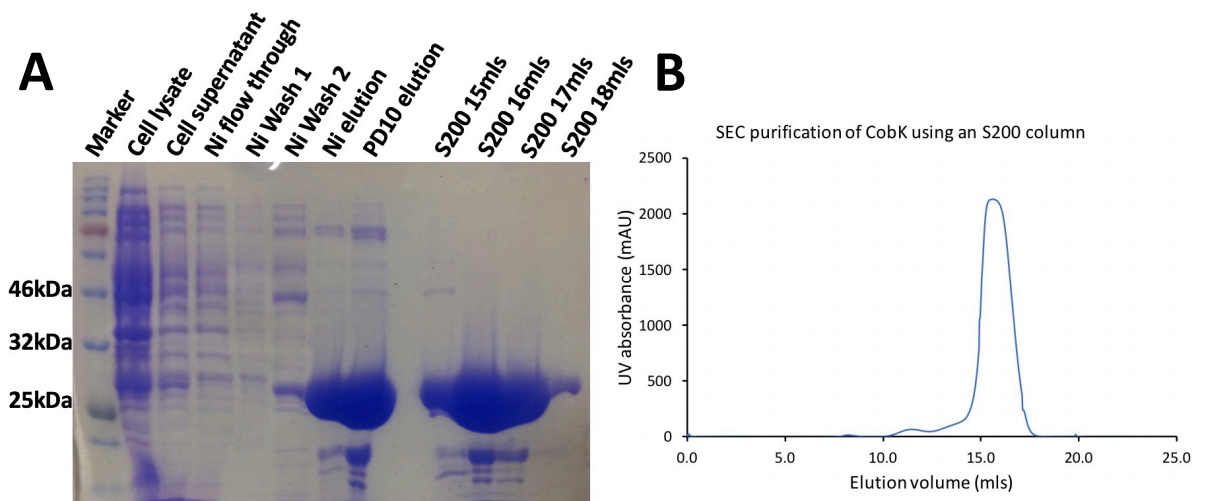 A
Marker
Cell lysate
Cell supernatant
Ni flow through
Ni Wash 1
Ni Wash 2
Ni elution
PD10 elution
S200 15mls
S200 16mls
S200 17mls
S200 18mls
46kDa
32kDa
25kDa
B
SEC purification of CobK using an S200 column
UV absorbance (mAU)
2500
2000
1500
1000
500
0
0.0 5.0 10.0 15.0 20.0 25.0
Elution volume (mls)